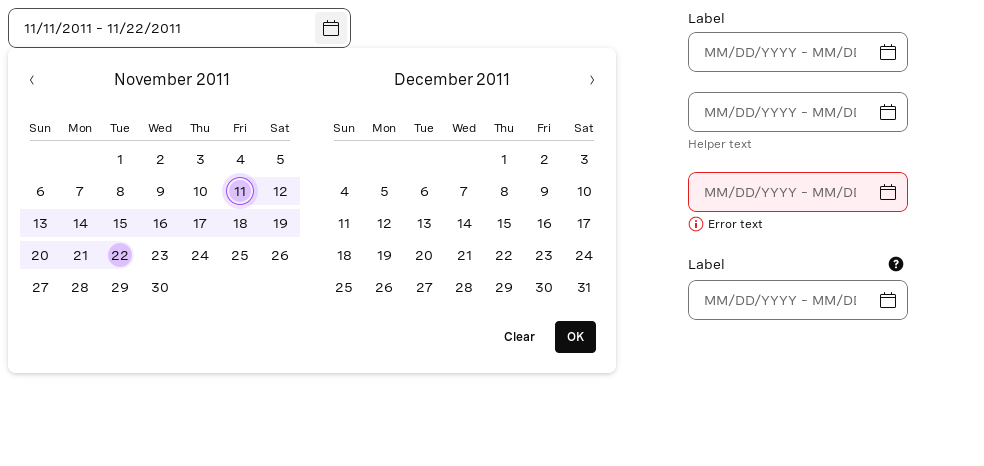 11/11/2011 – 11/22/2011
November 2011
Sun Mon Tue Wed Thu Fri Sat
1 2 3 4 5
6 7 8 9 10 11 12
13 14 15 16 17 18 19
20 21 22 23 24 25 26
27 28 29 30
December 2011
Sun Mon Tue Wed Thu Fri Sat
1 2 3
4 5 6 7 8 9 10
11 12 13 14 15 16 17
18 19 20 21 22 23 24
25 26 27 28 29 30 31
Clear OK
Label
MM/DD/YYYY – MM/DD
MM/DD/YYYY – MM/DD
Helper text
MM/DD/YYYY – MM/DD
Error text
Label
MM/DD/YYYY – MM/DD